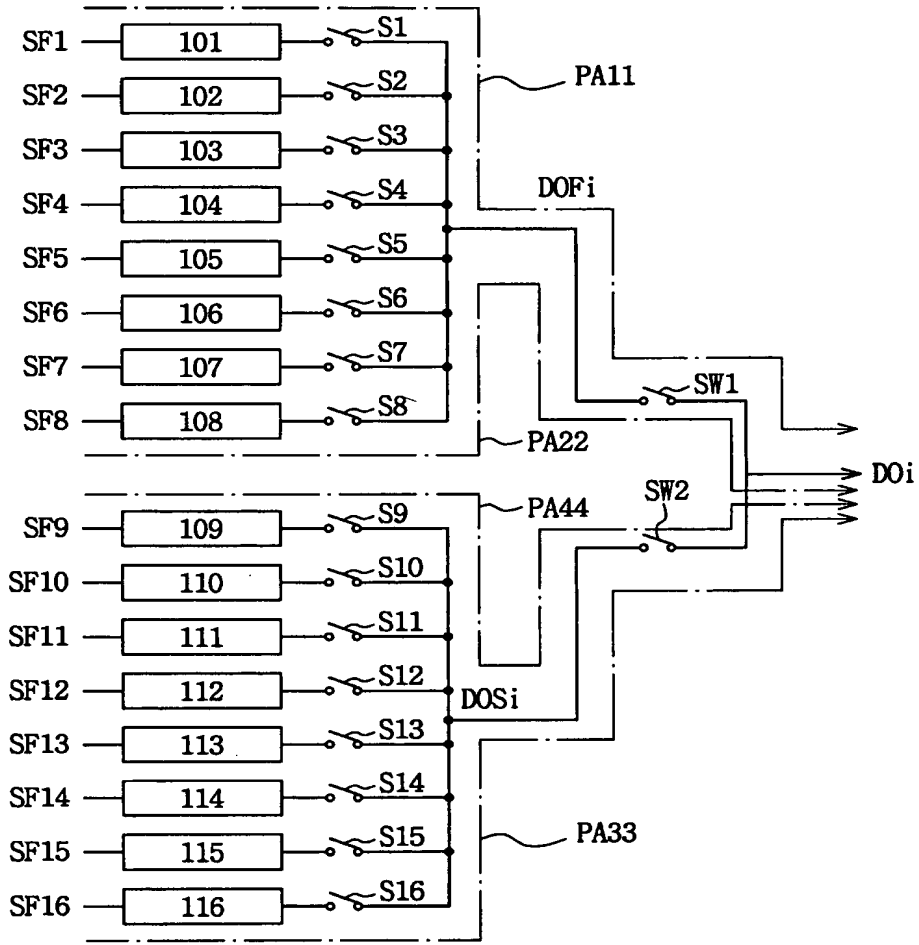 SF1 101 S1
SF2 102 S2 PA11
SF3 103 S3
SF4 104 S4 DOFi
SF5 105 S5
SF6 106 S6
SF7 107 S7 SW1
SF8 108 S8 PA22
DOi
SF9 109 S9 PA44 SW2
SF10 110 S10
SF11 111 S11
SF12 112 S12 DOSi
SF13 113 S13
SF14 114 S14
SF15 115 S15 PA33
SF16 116 S16